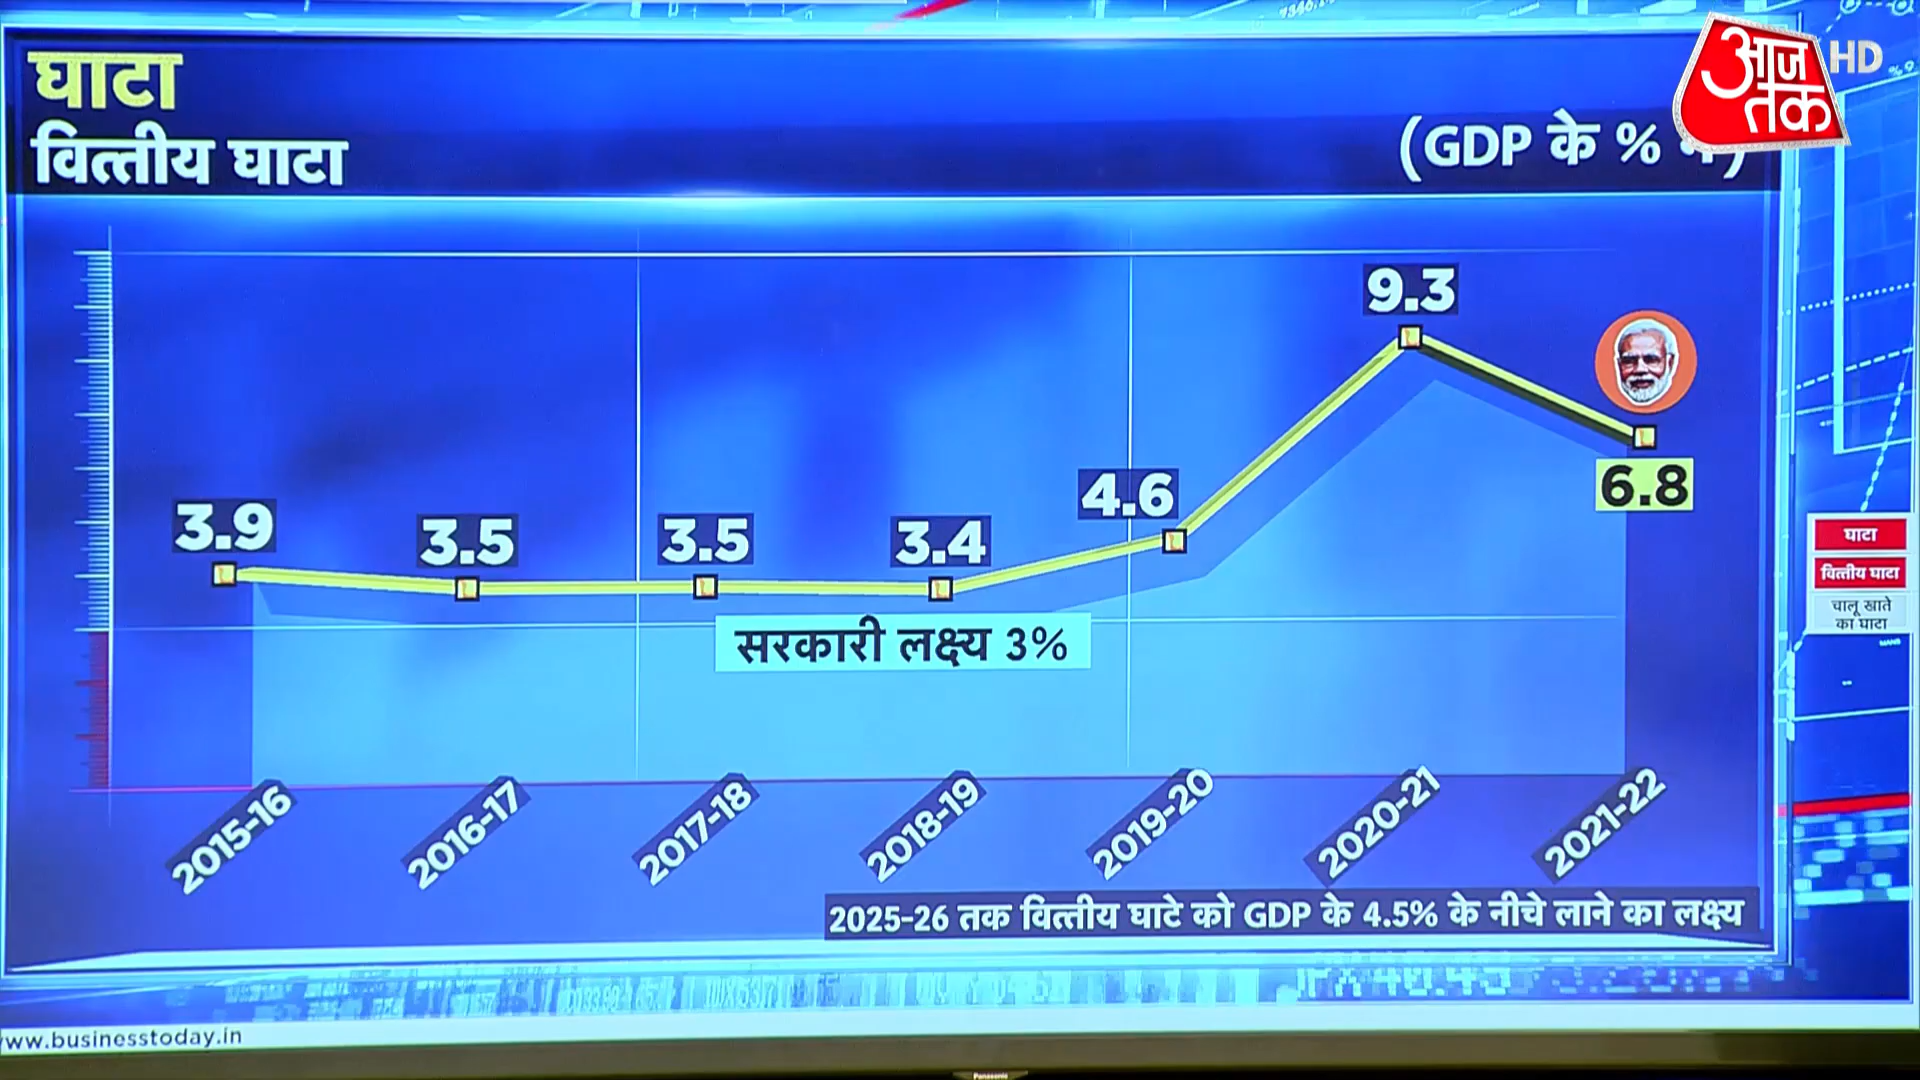 घाटा
वित्तीय घाटा
(GDP के %
आज
तक
HD
9.3
6.8
4.6
3.9
3.5
3.5
3.4
सरकारी लक्ष्य 3%
घाटा
वित्तीय घाटा
चालू खाते
का घाटा
2015-16
2016-17
2017-18
2018-19
2019-20
2020-21
2021-22
2025-26 तक वित्तीय घाटे को GDP के 4.5% के नीचे लाने का लक्ष्य
www.businesstoday.in
Panasonic